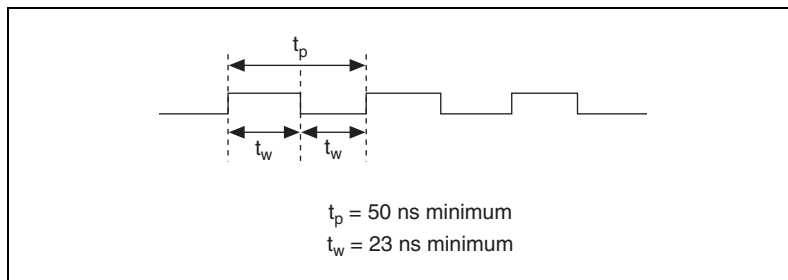 tp
tw tw
tp = 50 ns minimum
tw = 23 ns minimum